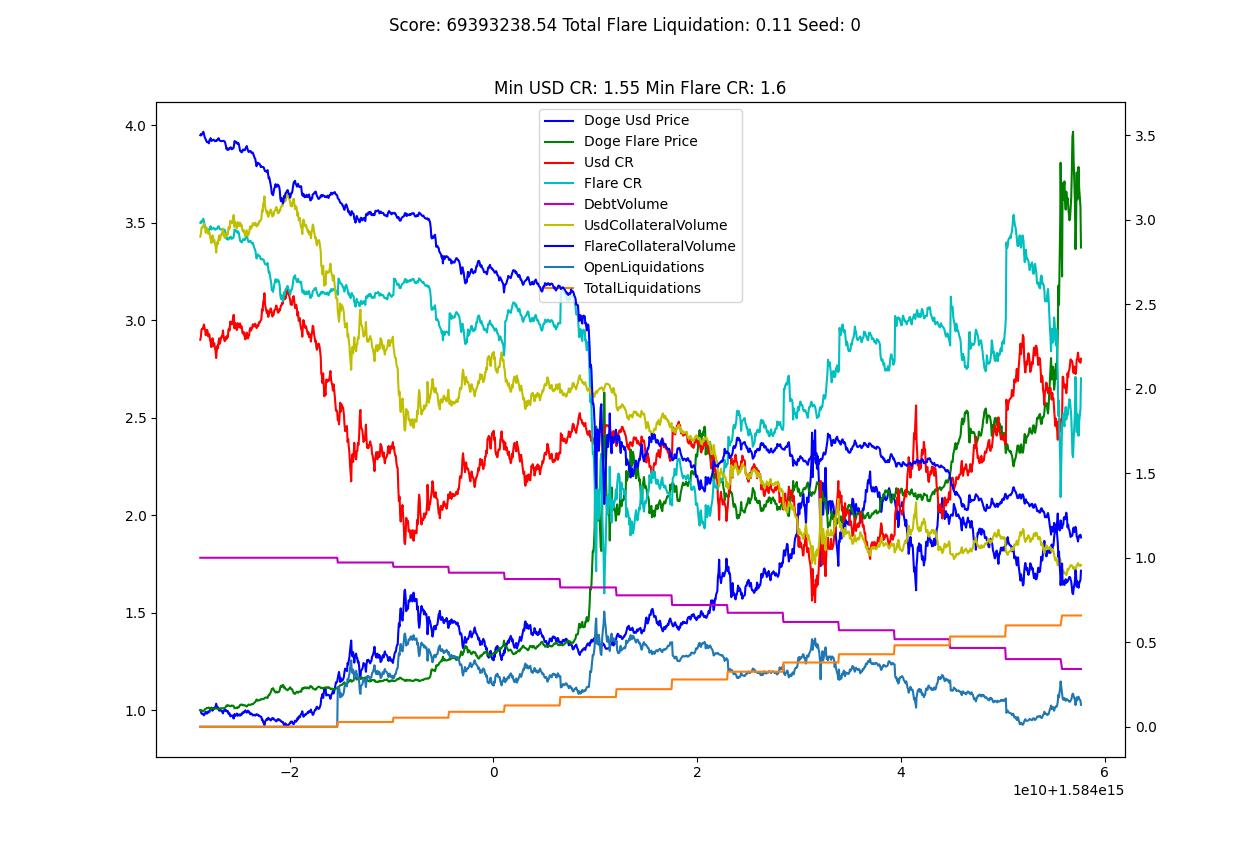 Score: 69393238.54 Total Flare Liquidation: 0.11 Seed: 0
Min USD CR: 1.55 Min Flare CR: 1.6
Doge Usd Price
Doge Flare Price
Usd CR
Flare CR
DebtVolume
UsdCollateralVolume
FlareCollateralVolume
OpenLiquidations
TotalLiquidations
4.0
3.5
3.0
2.5
2.0
1.5
1.0
3.5
3.0
2.5
2.0
1.5
1.0
0.5
0.0
−2
0
2
4
6
1e10+1.584e15